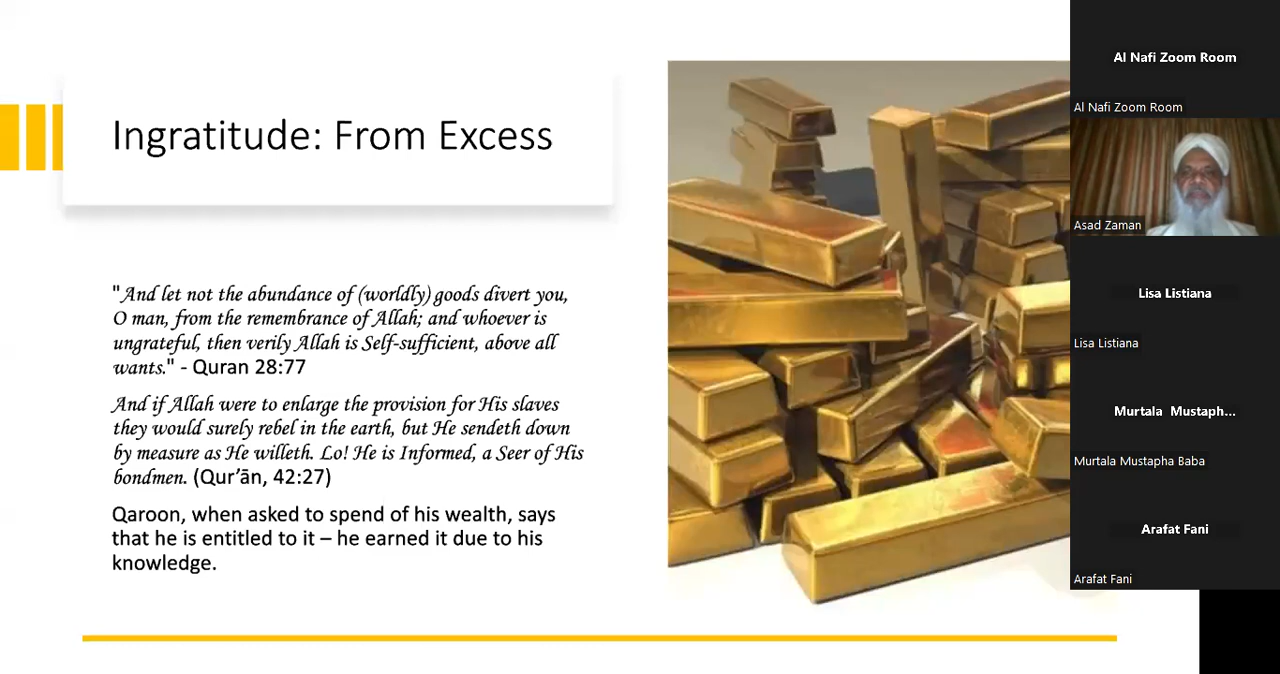 Ingratitude: From Excess
"And let not the abundance of (worldly) goods divert you,
O man, from the remembrance of Allah; and whoever is
ungrateful, then verily Allah is Self-sufficient, above all
wants." - Quran 28:77
And if Allah were to enlarge the provision for His slaves
they would surely rebel in the earth, but He sendeth down
by measure as He willeth. Lo! He is Informed, a Seer of His
bondmen. (Qur’ān, 42:27)
Qaroon, when asked to spend of his wealth, says
that he is entitled to it – he earned it due to his
knowledge.
Al Nafi Zoom Room
Al Nafi Zoom Room
Asad Zaman
Lisa Listiana
Lisa Listiana
Murtala Mustaph...
Murtala Mustapha Baba
Arafat Fani
Arafat Fani